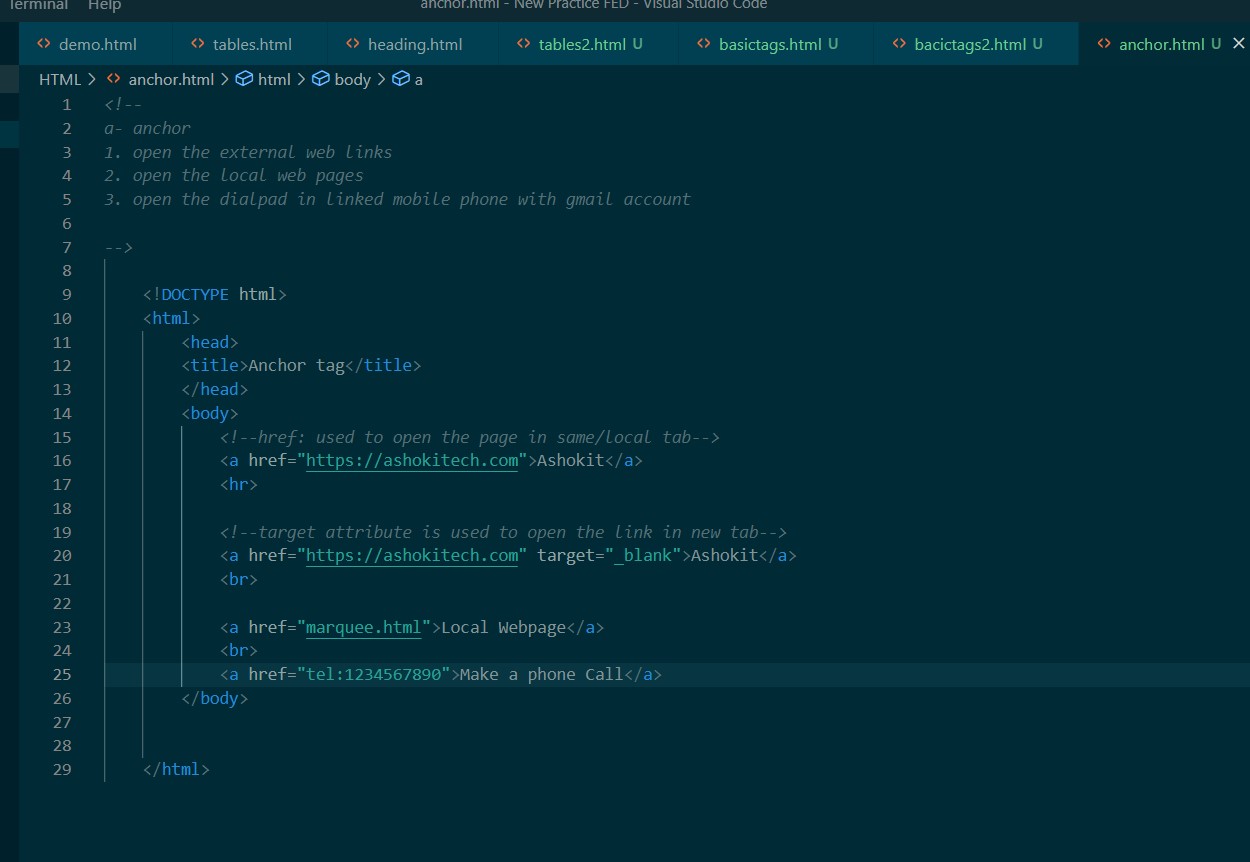 Terminal Help anchor.html - New Practice FED - Visual Studio Code
demo.html tables.html heading.html tables2.html U basictags.html U bacictags2.html U anchor.html U
HTML > anchor.html > html > body > a
1 <!--
2 a- anchor
3 1. open the external web links
4 2. open the local web pages
5 3. open the dialpad in linked mobile phone with gmail account
6
7 -->
8
9 <!DOCTYPE html>
10 <html>
11 <head>
12 <title>Anchor tag</title>
13 </head>
14 <body>
15 <!--href: used to open the page in same/local tab-->
16 <a href="https://ashokitech.com">Ashokit</a>
17 <hr>
18
19 <!--target attribute is used to open the link in new tab-->
20 <a href="https://ashokitech.com" target="_blank">Ashokit</a>
21 <br>
22
23 <a href="marquee.html">Local Webpage</a>
24 <br>
25 <a href="tel:1234567890">Make a phone Call</a>
26 </body>
27
28
29 </html>